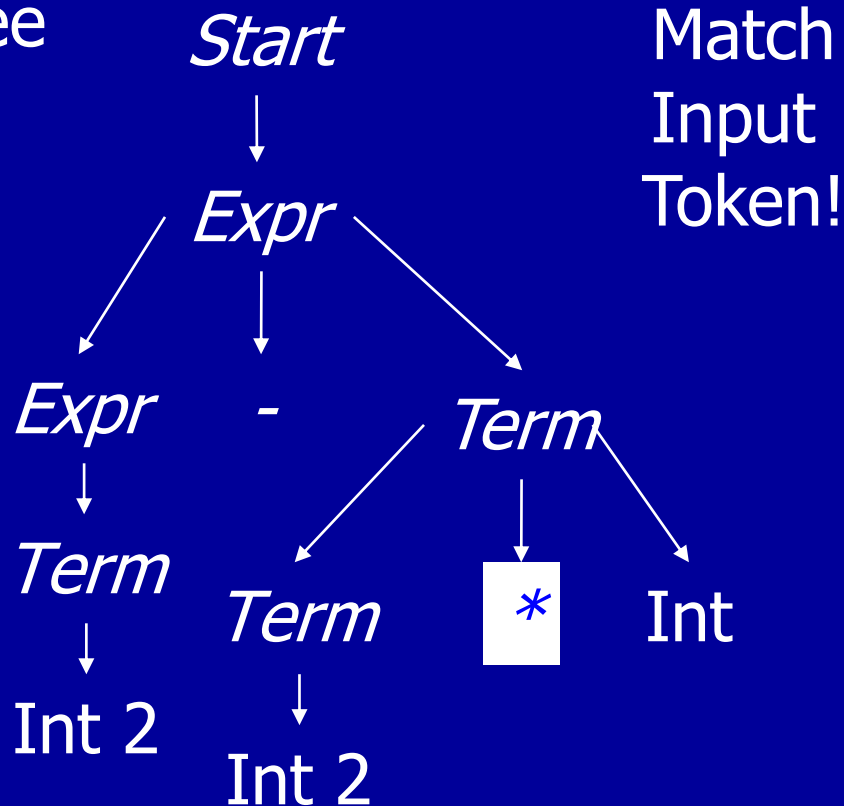 ee
Start
Match
Input
Token!
Expr
Expr
-
Term
Term
Term
*
Int
Int 2
Int 2